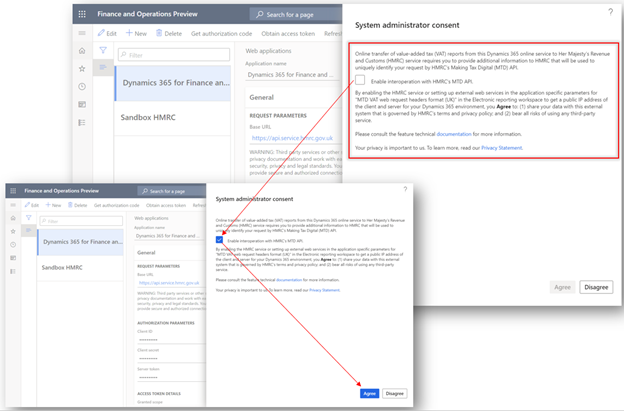 Finance and Operations Preview
Search for a page
Edit
New
Delete
Get authorization code
Obtain access token
Refresh
Filter
Dynamics 365 for Finance an...
Sandbox HMRC
Web applications
Application name
Dynamics 365 for Finance and ...
General
REQUEST PARAMETERS
Base URL
https://api.service.hmrc.gov.uk
WARNING: Third party services or other
privacy documentation and work with ex
security, privacy and legal standards. You
provide secure and authorized connecti
?
System administrator consent
Online transfer of value-added tax (VAT) reports from this Dynamics 365 online service to Her Majesty's Revenue
and Customs (HMRC) service requires you to provide additional information to HMRC that will be used to
uniquely identify your request by HMRC's Making Tax Digital (MTD) API.
Enable interoperation with HMRC's MTD API.
By enabling the HMRC service or setting up external web services in the application specific parameters for
"MTD VAT web request headers format (UK)" in the Electronic reporting workspace to get a public IP address of
the client and server for your Dynamics 365 environment, you Agree to: (1) share your data with this external
system that is governed by HMRC's terms and privacy policy, and (2) bear all risks of using any third-party
service.
Please consult the feature technical documentation for more information.
Your privacy is important to us. To learn more, read our Privacy Statement.
Agree
Disagree
Finance and Operations Preview
Search for a page
Edit
New
Delete
Get authorization code
Obtain access token
Refres
Filter
Dynamics 365 for Finance an...
Sandbox HMRC
Web applications
Application name
Dynamics 365 for Finance and ...
General
REQUEST PARAMETERS
Base URL
https://api.service.hmrc.gov.uk
WARNING: Third party services or other
privacy documentation and work with ex
security, privacy and legal standards. You
provide secure and authorized connecti
AUTHORIZATION PARAMETERS
Client ID
Client secret
Server token
ACCESS TOKEN DETAILS
Granted scope
?
System administrator consent
Online transfer of value-added tax (VAT) reports from this Dynamics 365 online service to Her Majesty's Revenue
and Customs (HMRC) service requires you to provide additional information to HMRC that will be used to
uniquely identify your request by HMRC's Making Tax Digital (MTD) API.
Enable interoperation with HMRC's MTD API.
By enabling the HMRC service or setting up external web services in the application specific parameters for
"MTD VAT web request headers format (UK)" in the Electronic reporting workspace to get a public IP address of
the client and server for your Dynamics 365 environment, you Agree to: (1) share your data with this external
system that is governed by HMRC's terms and privacy policy, and (2) bear all risks of using any third-party
service.
Please consult the feature technical documentation for more information.
Your privacy is important to us. To learn more, read our Privacy Statement.
Agree
Disagree